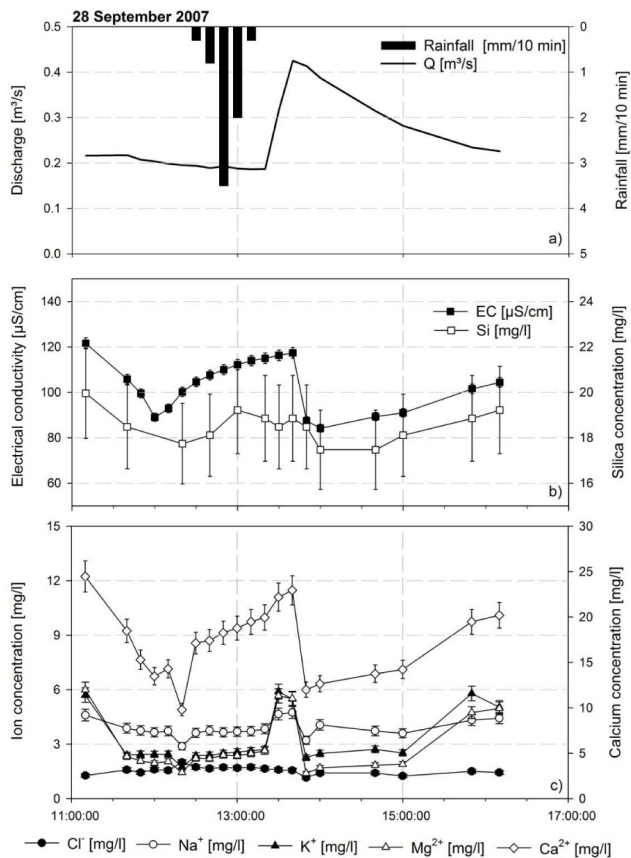 28 September 2007
Discharge [m³/s]
0.5
0.4
0.3
0.2
0.1
0.0
Rainfall [mm/10 min]
Q [m³/s]
0
1
2
3
4
5
Rainfall [mm/10 min]
a)
Electrical conductivity [µS/cm]
140
120
100
80
60
EC [µS/cm]
Si [mg/l]
24
22
20
18
16
Silica concentration [mg/l]
b)
Ion concentration [mg/l]
15
12
9
6
3
0
30
25
20
15
10
5
0
Calcium concentration [mg/l]
c)
11:00:00 13:00:00 15:00:00 17:00:00
Cl⁻ [mg/l] Na⁺ [mg/l] K⁺ [mg/l] Mg²⁺ [mg/l] Ca²⁺ [mg/l]